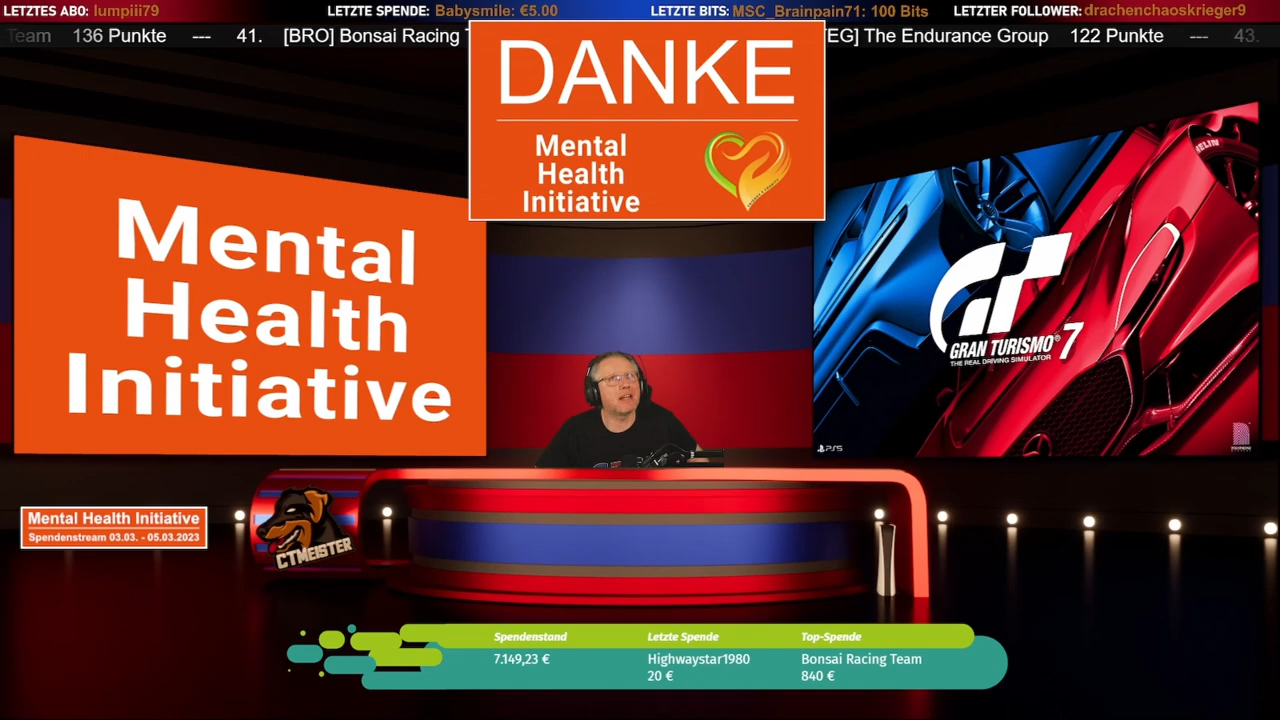 LETZTES ABO: lumpiii79
LETZTE SPENDE: Babysmile: €5.00
LETZTE BITS: MSC_Brainpain71: 100 Bits
LETZTER FOLLOWER: drachenchaoskrieger9
Team 136 Punkte --- 41. [BRO] Bonsai Racing
EG] The Endurance Group 122 Punkte --- 43.
DANKE
Mental
Health
Initiative
Mental
Health
Initiative
GT
GRAN TURISMO® 7
THE REAL DRIVING SIMULATOR
PS5
Mental Health Initiative
Spendenstream 03.03. - 05.03.2023
CTMEISTER
Spendenstand Letzte Spende Top-Spende
7.149,23 € Highwaystar1980 Bonsai Racing Team
20 € 840 €